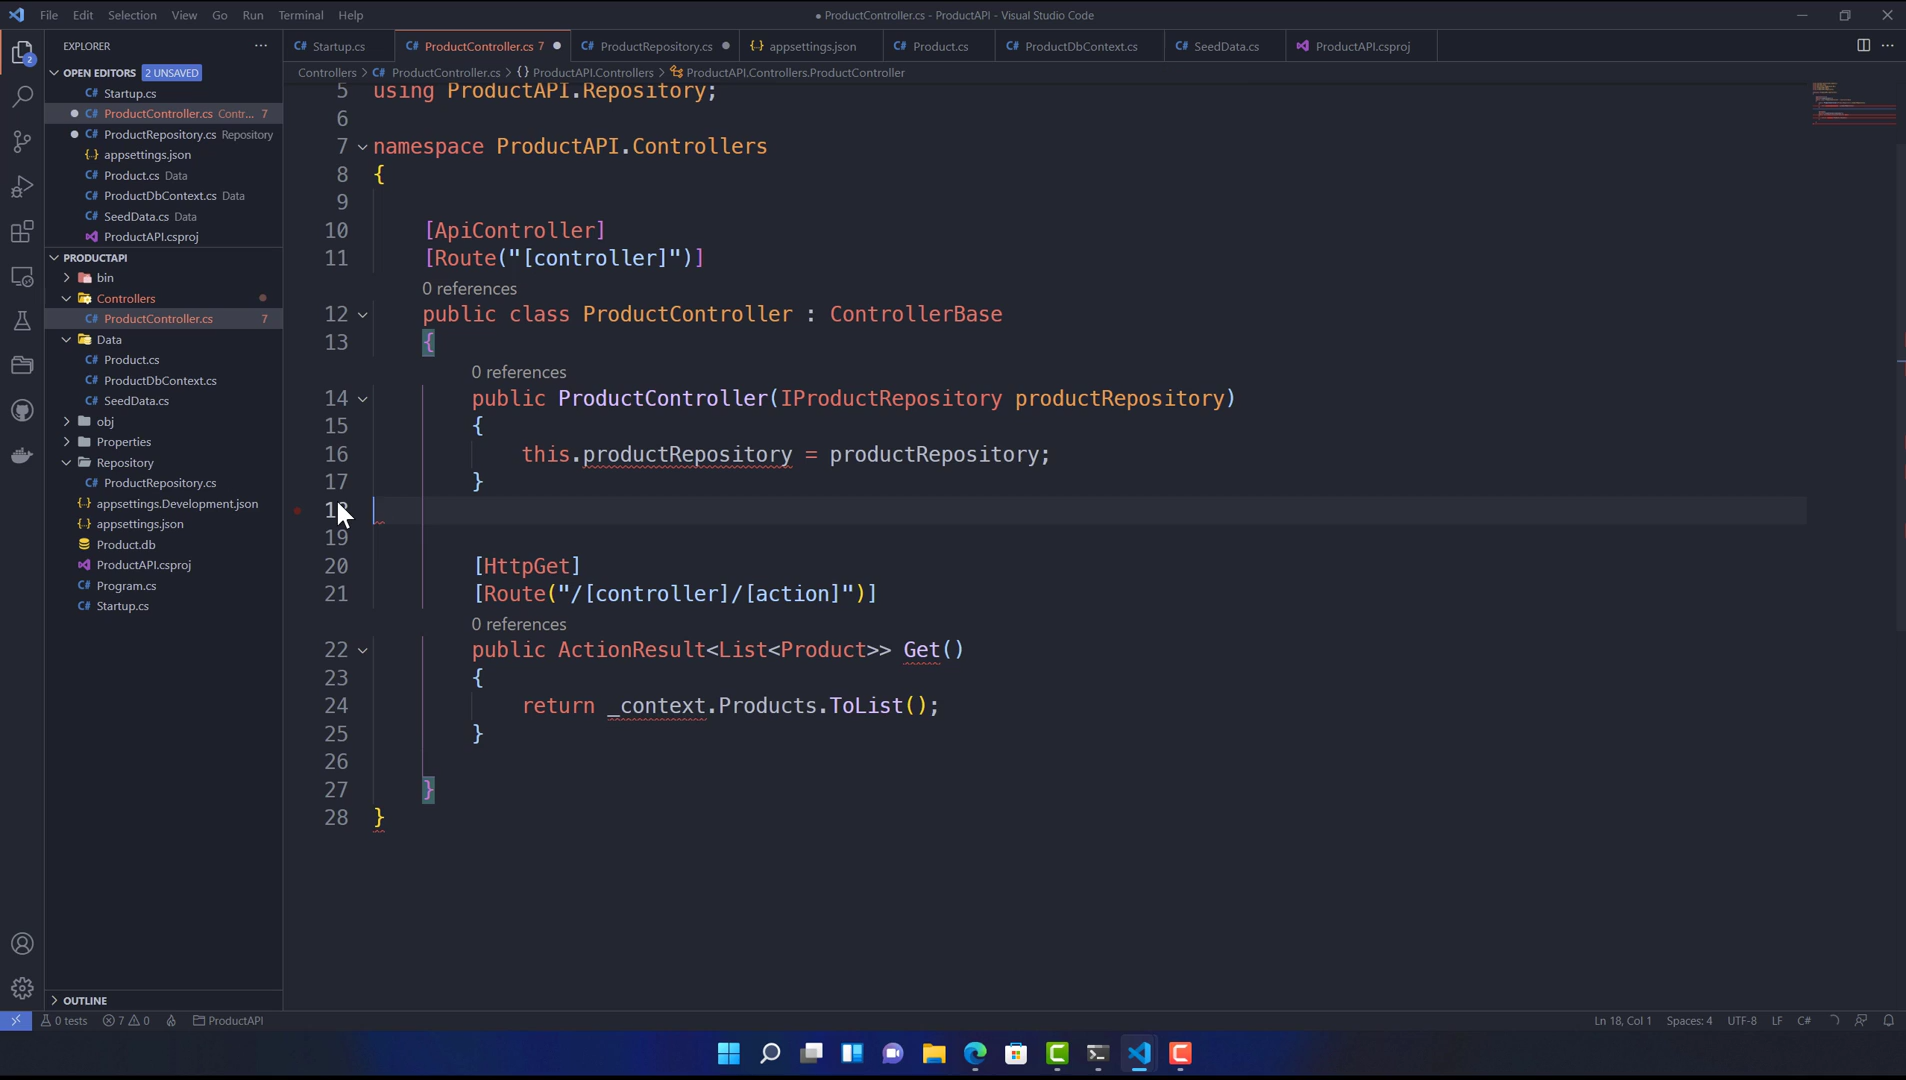 File Edit Selection View Go Run Terminal Help
● ProductController.cs - ProductAPI - Visual Studio Code
EXPLORER ···
OPEN EDITORS 2 UNSAVED
C# Startup.cs
● C# ProductController.cs Contr... 7
● C# ProductRepository.cs Repository
{..} appsettings.json
C# Product.cs Data
C# ProductDbContext.cs Data
C# SeedData.cs Data
ProductAPI.csproj
PRODUCTAPI
bin
Controllers
C# ProductController.cs 7
Data
C# Product.cs
C# ProductDbContext.cs
C# SeedData.cs
obj
Properties
Repository
C# ProductRepository.cs
{..} appsettings.Development.json
{..} appsettings.json
Product.db
ProductAPI.csproj
C# Program.cs
C# Startup.cs
OUTLINE
2
C# Startup.cs C# ProductController.cs 7 ● C# ProductRepository.cs ● {..} appsettings.json C# Product.cs C# ProductDbContext.cs C# SeedData.cs ProductAPI.csproj
Controllers > C# ProductController.cs > {} ProductAPI.Controllers > ProductAPI.Controllers.ProductController
5 using ProductAPI.Repository;
6
7 namespace ProductAPI.Controllers
8 {
9
10 [ApiController]
11 [Route("[controller]")]
0 references
12 public class ProductController : ControllerBase
13 {
0 references
14 public ProductController(IProductRepository productRepository)
15 {
16 this.productRepository = productRepository;
17 }
19
20 [HttpGet]
21 [Route("/[controller]/[action]")]
0 references
22 public ActionResult<List<Product>> Get()
23 {
24 return _context.Products.ToList();
25 }
26
27 }
28 }
0 tests 7 0 ProductAPI
Ln 18, Col 1 Spaces: 4 UTF-8 LF C#